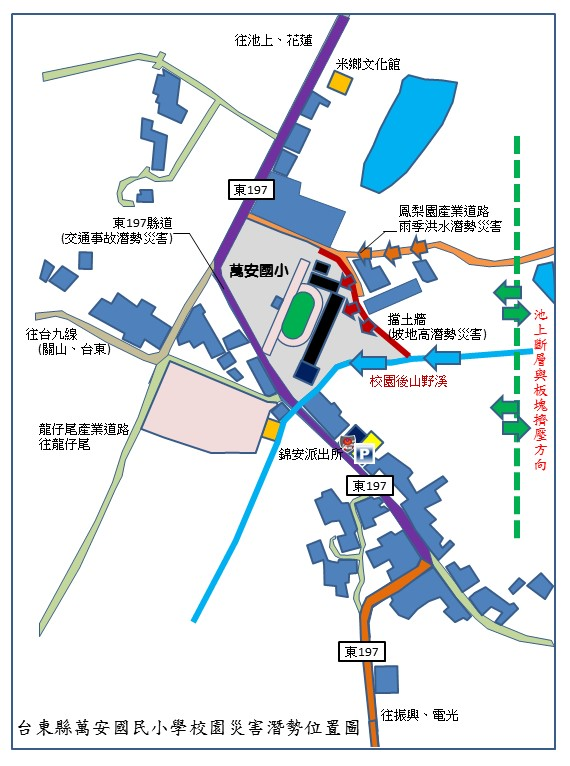 往池上、花蓮
米鄉文化館
東197
鳳梨園產業道路
雨季洪水潛勢災害
東197縣道
(交通事故潛勢災害)
萬安國小
擋土牆
(坡地高潛勢災害)
池上斷層與板塊擠壓方向
往台九線
(關山、台東)
校園後山野溪
龍仔尾產業道路
往龍仔尾
錦安派出所
P
東197
東197
往振興、電光
台東縣萬安國民小學校園災害潛勢位置圖